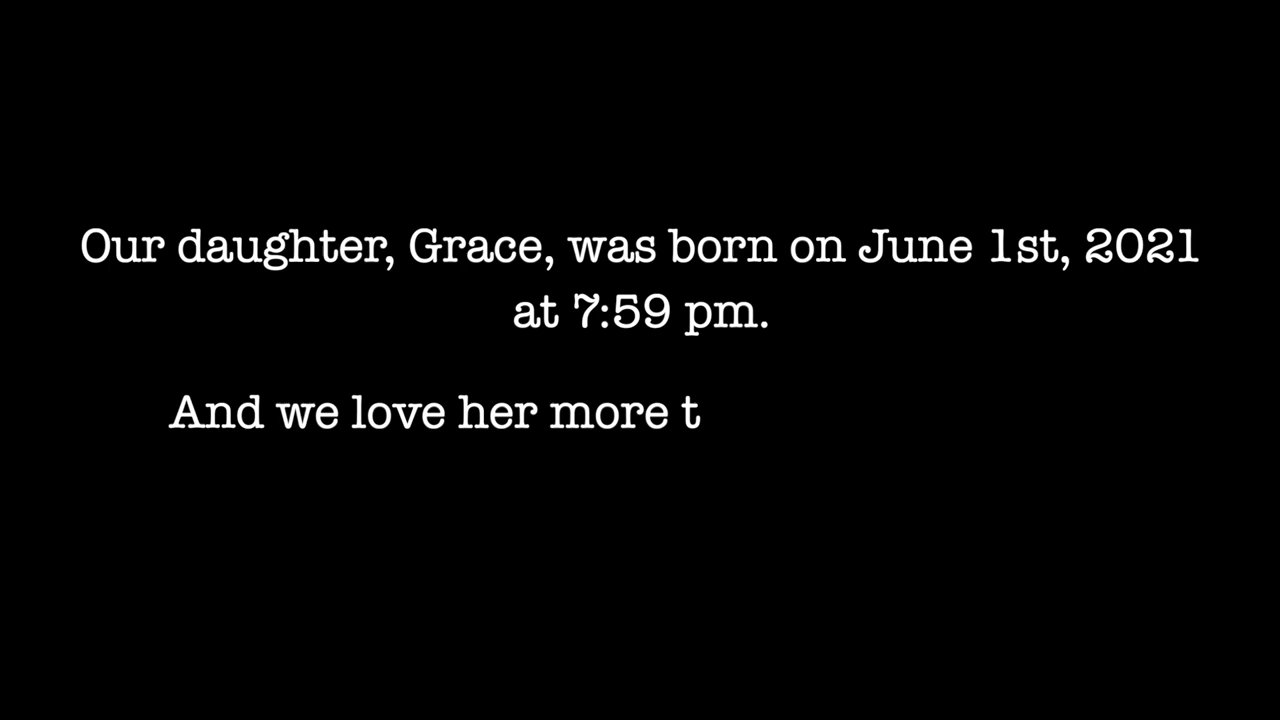 Our daughter, Grace, was born on June 1st, 2021
at 7:59 pm.
And we love her more t